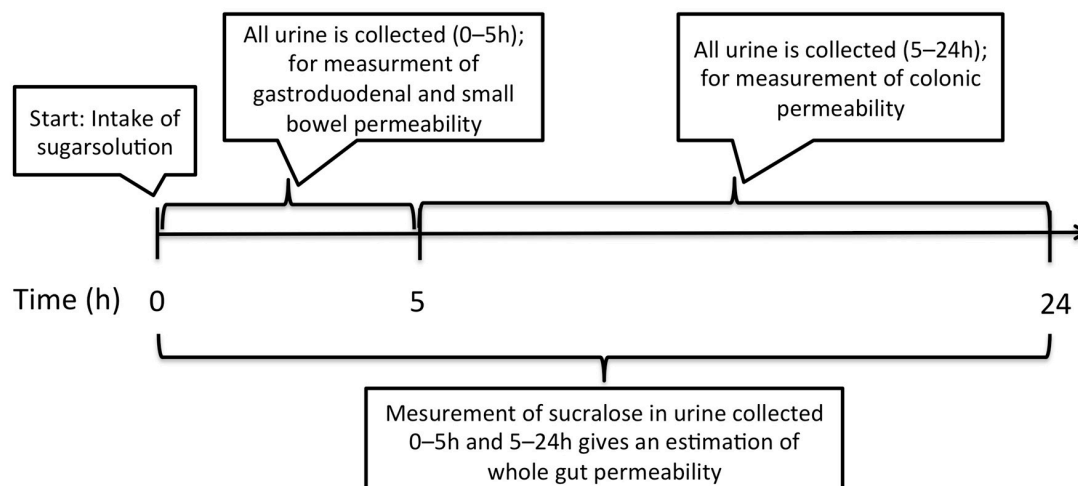 Start: Intake of
sugarsolution
All urine is collected (0–5h);
for measurment of
gastroduodenal and small
bowel permeability
All urine is collected (5–24h);
for measurement of colonic
permeability
Time (h) 0 5 24
Mesurement of sucralose in urine collected
0–5h and 5–24h gives an estimation of
whole gut permeability